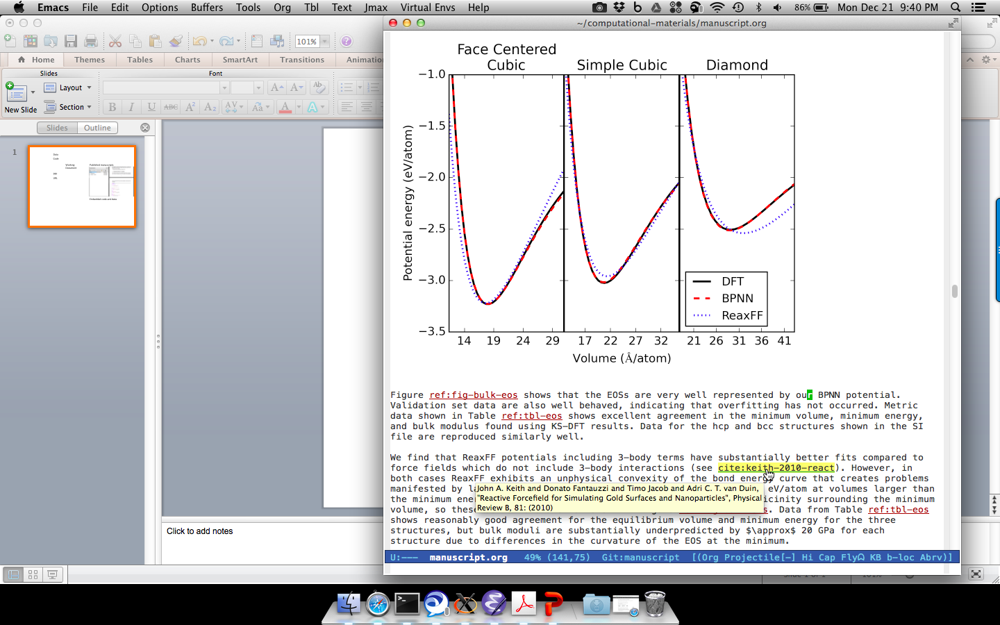 Emacs File Edit Options Buffers Tools Org Tbl Text Jmax Virtual Envs Help
86% Mon Dec 21 9:40 PM
~/computational-materials/manuscript.org
101%
Home Themes Tables Charts SmartArt Transitions
Slides
Font
New Slide
Layout
Section
B I U ABC A² A₂ AV Aa A A
Slides Outline
1
Data
Code
Working
Document
Published manuscripts
Embedded code and data
Click to add notes
Face Centered
Cubic
Simple Cubic
Diamond
−1.0
−1.5
−2.0
−2.5
−3.0
−3.5
Potential energy (eV/atom)
14 19 24 29 17 22 27 32 21 26 31 36 41
Volume (Å/atom)
DFT
BPNN
ReaxFF
Figure ref:fig-bulk-eos shows that the EOSs are very well represented by our BPNN potential.
Validation set data are also well behaved, indicating that overfitting has not occurred. Metric
data shown in Table ref:tbl-eos shows excellent agreement in the minimum volume, minimum energy,
and bulk modulus found using KS-DFT results. Data for the hcp and bcc structures shown in the SI
file are reproduced similarly well.
We find that ReaxFF potentials including 3-body terms have substantially better fits compared to
force fields which do not include 3-body interactions (see cite:keith-2010-react). However, in
both cases ReaxFF exhibits an unphysical convexity of the bond energy curve that creates problems
manifested by l eV/atom at volumes larger than
the minimum ene icinity surrounding the minimum
volume, so these s. Data from Table ref:tbl-eos
shows reasonably good agreement for the equilibrium volume and minimum energy for the three
structures, but bulk moduli are substantially underpredicted by $\approx$ 20 GPa for each
structure due to differences in the curvature of the EOS at the minimum.
John A. Keith and Donato Fantauzzi and Timo Jacob and Adri C. T. van Duin,
"Reactive Forcefield for Simulating Gold Surfaces and Nanoparticles", Physical
Review B, 81: (2010)
U:--- manuscript.org 49% (141,75) Git:manuscript [(Org Projectile[-] Hi Cap Fly KB b-loc Abrv)]